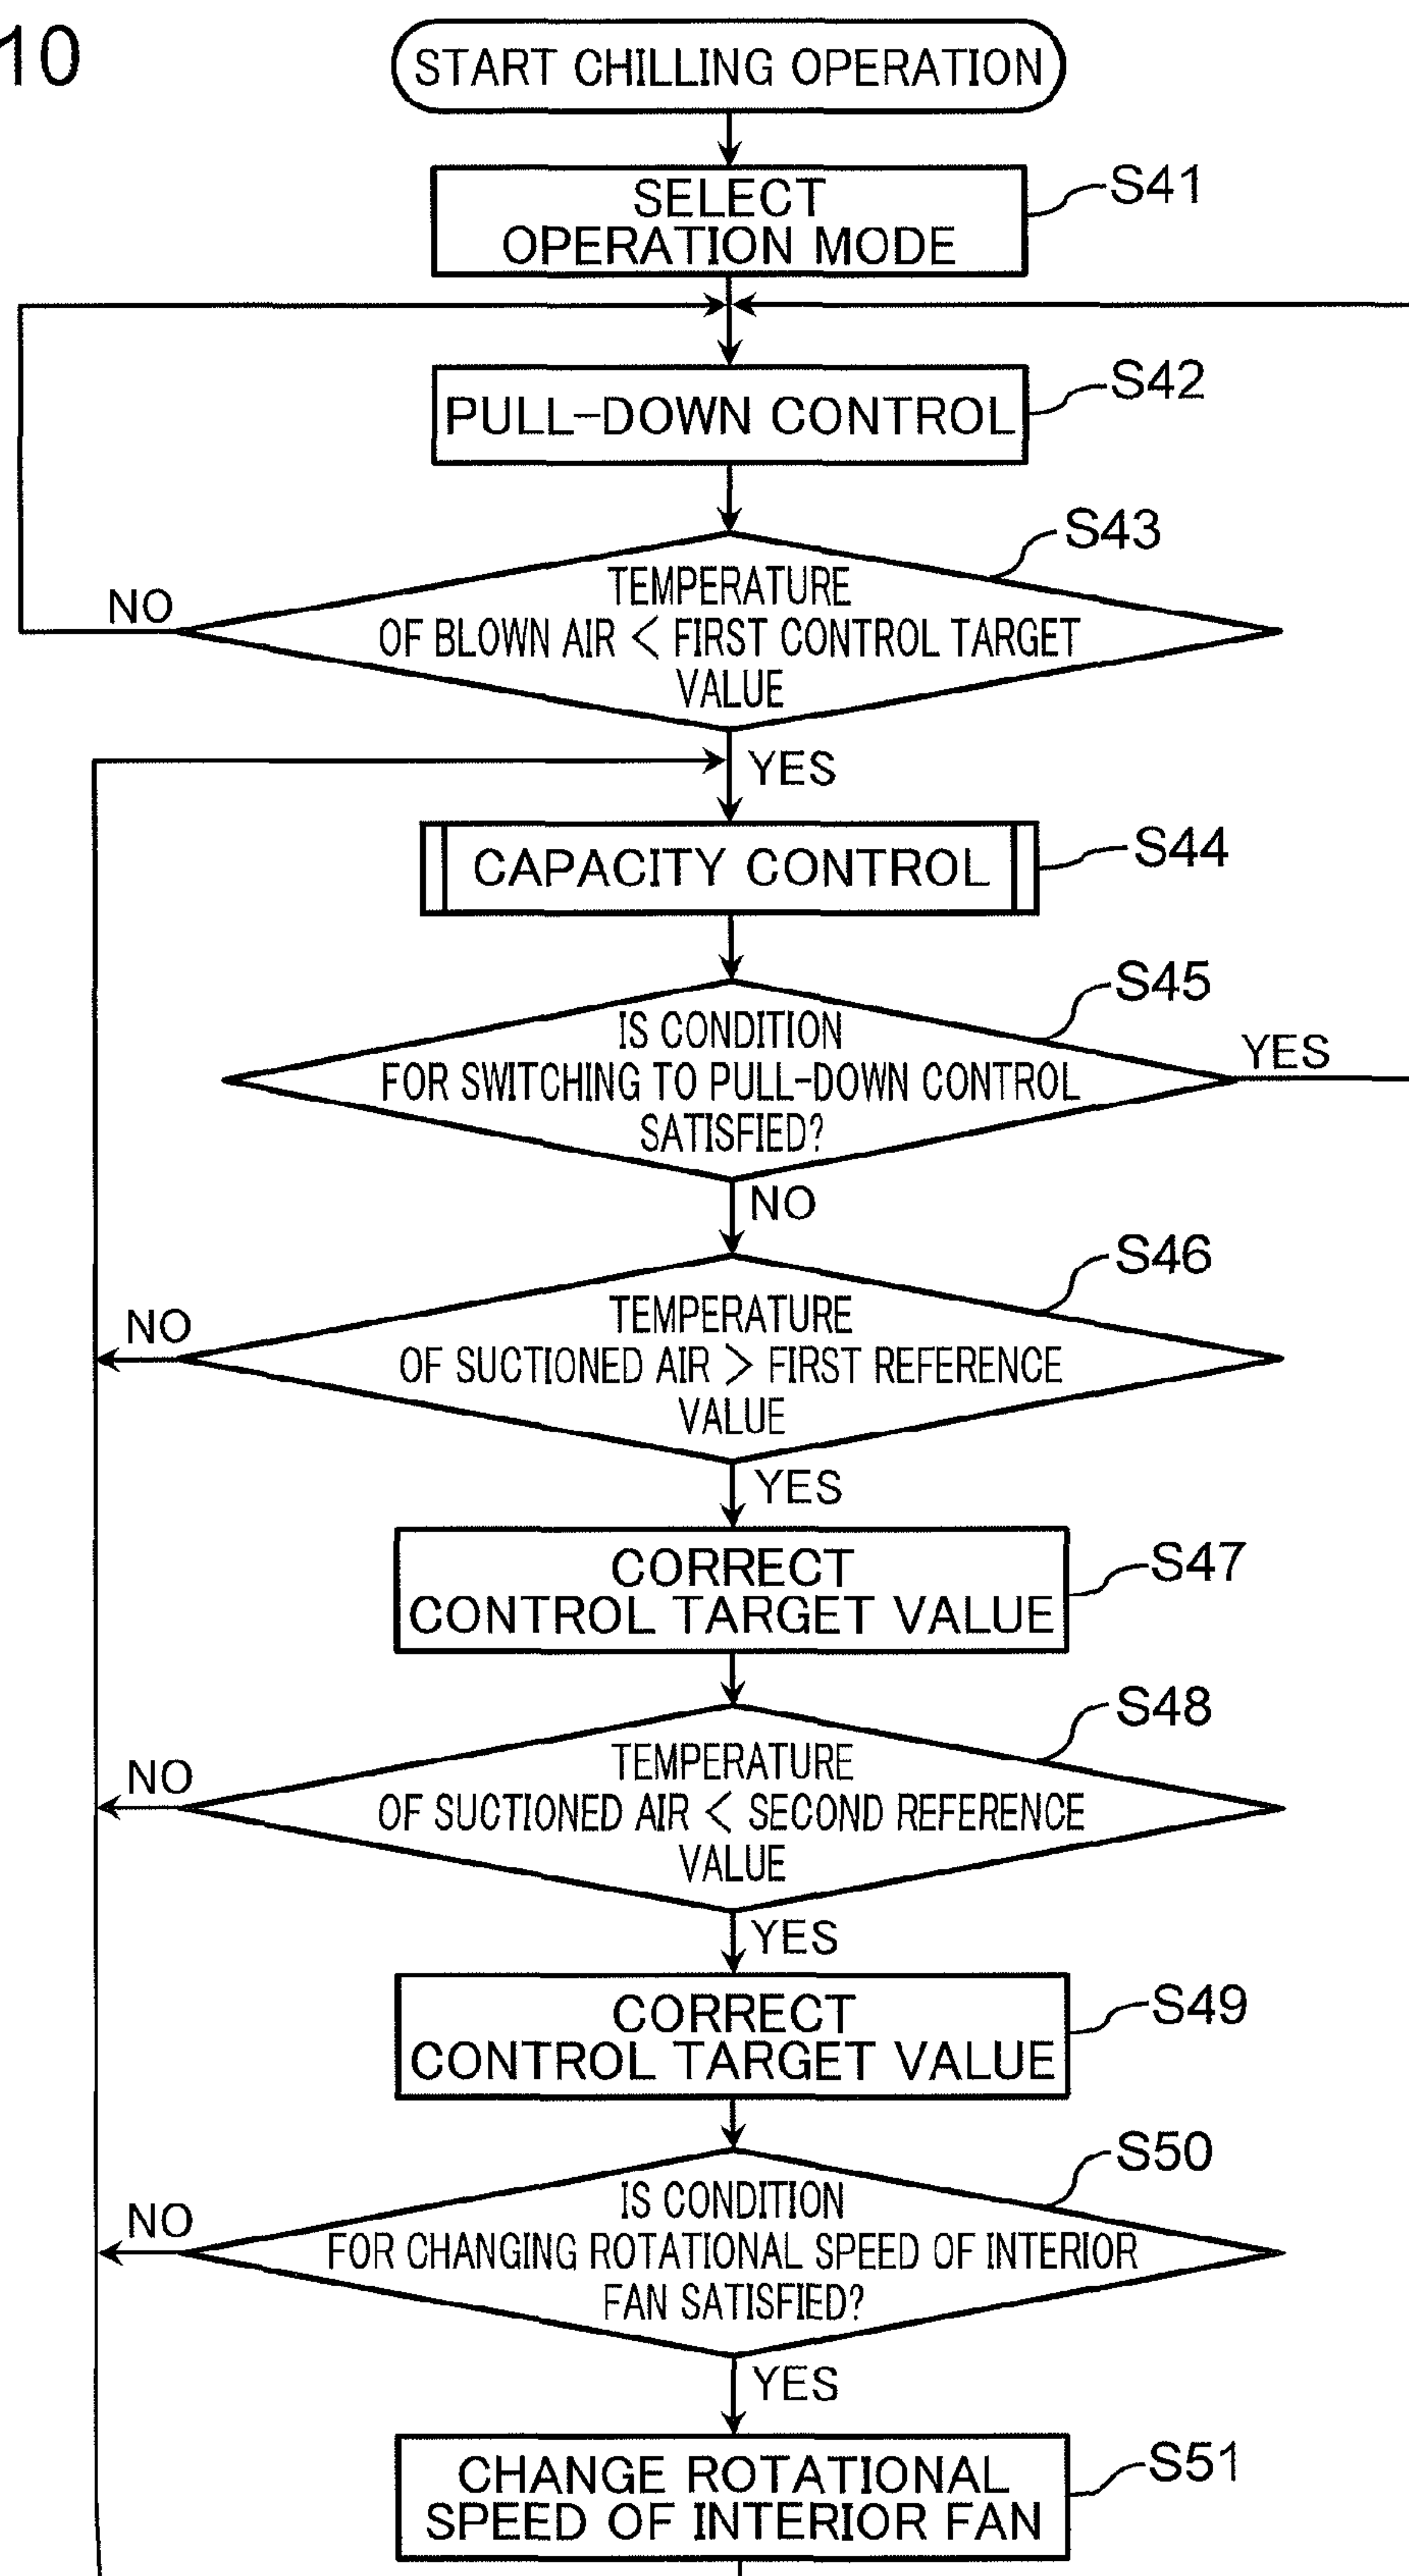 10
START CHILLING OPERATION
SELECT
OPERATION MODE
S41
PULL-DOWN CONTROL
S42
S43
TEMPERATURE
OF BLOWN AIR < FIRST CONTROL TARGET
VALUE
NO
YES
CAPACITY CONTROL
S44
S45
IS CONDITION
FOR SWITCHING TO PULL-DOWN CONTROL
SATISFIED?
YES
NO
S46
TEMPERATURE
OF SUCTIONED AIR > FIRST REFERENCE
VALUE
NO
YES
CORRECT
CONTROL TARGET VALUE
S47
S48
TEMPERATURE
OF SUCTIONED AIR < SECOND REFERENCE
VALUE
NO
YES
CORRECT
CONTROL TARGET VALUE
S49
S50
IS CONDITION
FOR CHANGING ROTATIONAL SPEED OF INTERIOR
FAN SATISFIED?
NO
YES
CHANGE ROTATIONAL
SPEED OF INTERIOR FAN
S51